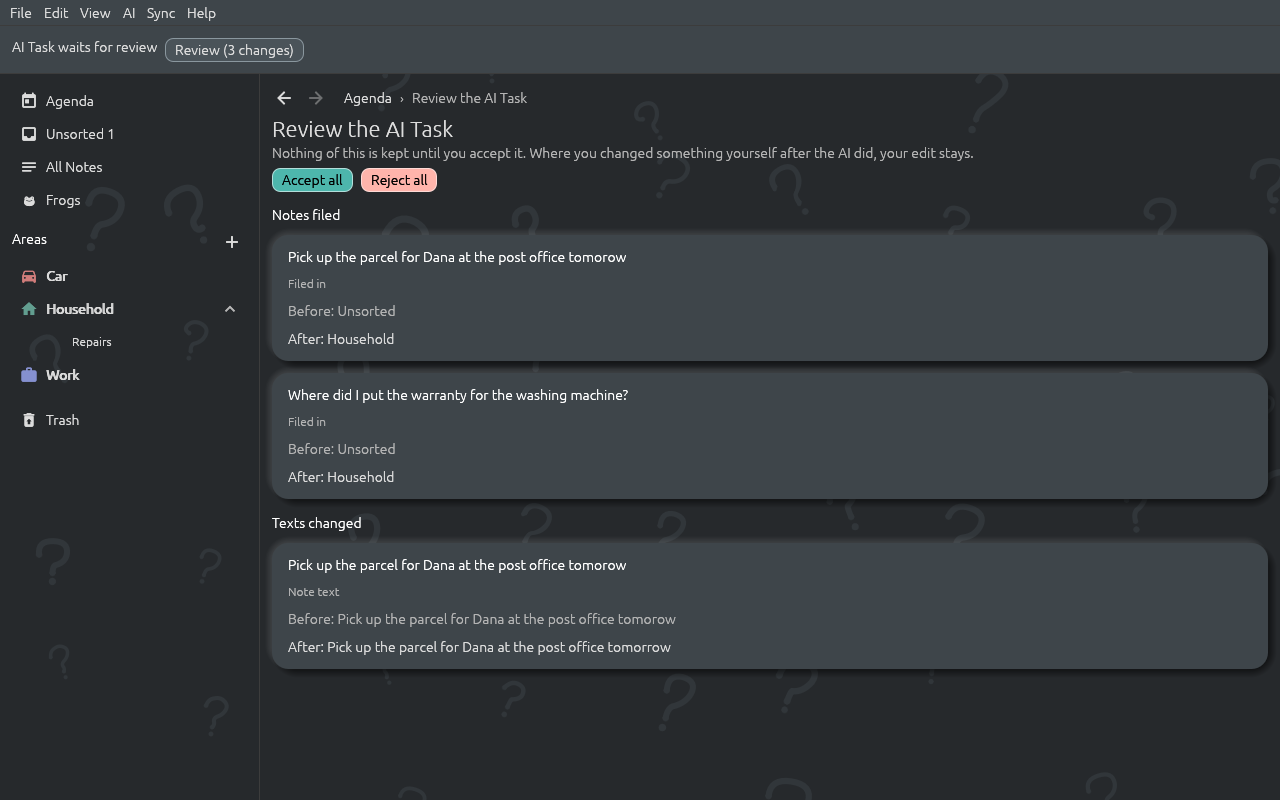 File Edit View AI Sync Help
AI Task waits for review Review (3 changes)
Agenda
Unsorted 1
All Notes
Frogs
Areas
Car
Household
Repairs
Work
Trash
Agenda › Review the AI Task
Review the AI Task
Nothing of this is kept until you accept it. Where you changed something yourself after the AI did, your edit stays.
Accept all Reject all
Notes filed
Pick up the parcel for Dana at the post office tomorow
Filed in
Before: Unsorted
After: Household
Where did I put the warranty for the washing machine?
Filed in
Before: Unsorted
After: Household
Texts changed
Pick up the parcel for Dana at the post office tomorow
Note text
Before: Pick up the parcel for Dana at the post office tomorow
After: Pick up the parcel for Dana at the post office tomorrow